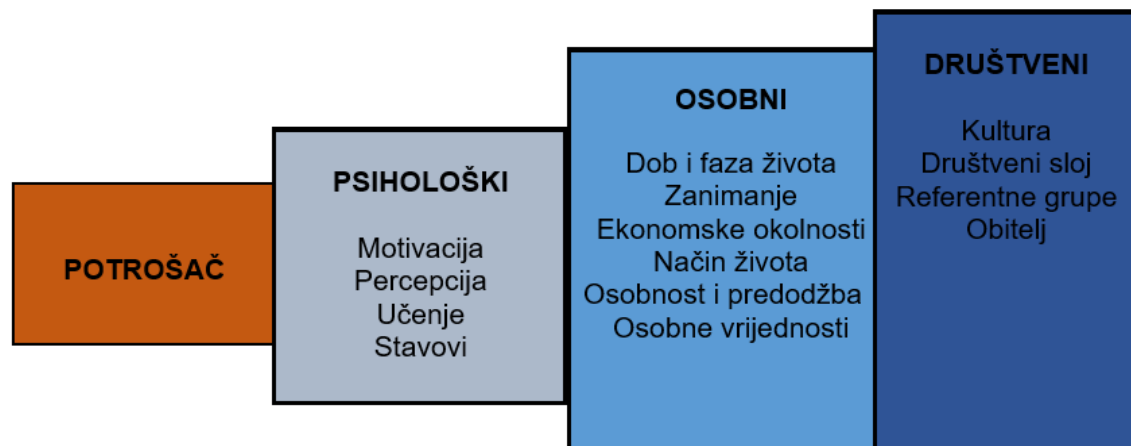 POTROŠAČ
PSIHOLOŠKI
Motivacija
Percepcija
Učenje
Stavovi
OSOBNI
Dob i faza života
Zanimanje
Ekonomske okolnosti
Način života
Osobnost i predodžba
Osobne vrijednosti
DRUŠTVENI
Kultura
Društveni sloj
Referentne grupe
Obitelj